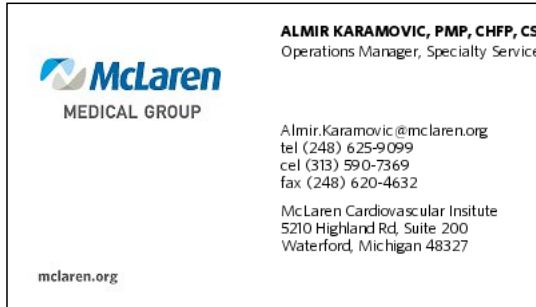 McLaren
MEDICAL GROUP
mclaren.org
ALMIR KARAMOVIC, PMP, CHFP, CS
Operations Manager, Specialty Service
Almir.Karamovic@mclaren.org
tel (248) 625-9099
cel (313) 590-7369
fax (248) 620-4632
McLaren Cardiovascular Insitute
5210 Highland Rd, Suite 200
Waterford, Michigan 48327